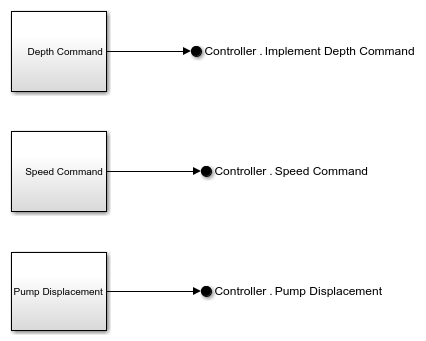 Depth Command
Controller . Implement Depth Command
Speed Command
Controller . Speed Command
Pump Displacement
Controller . Pump Displacement